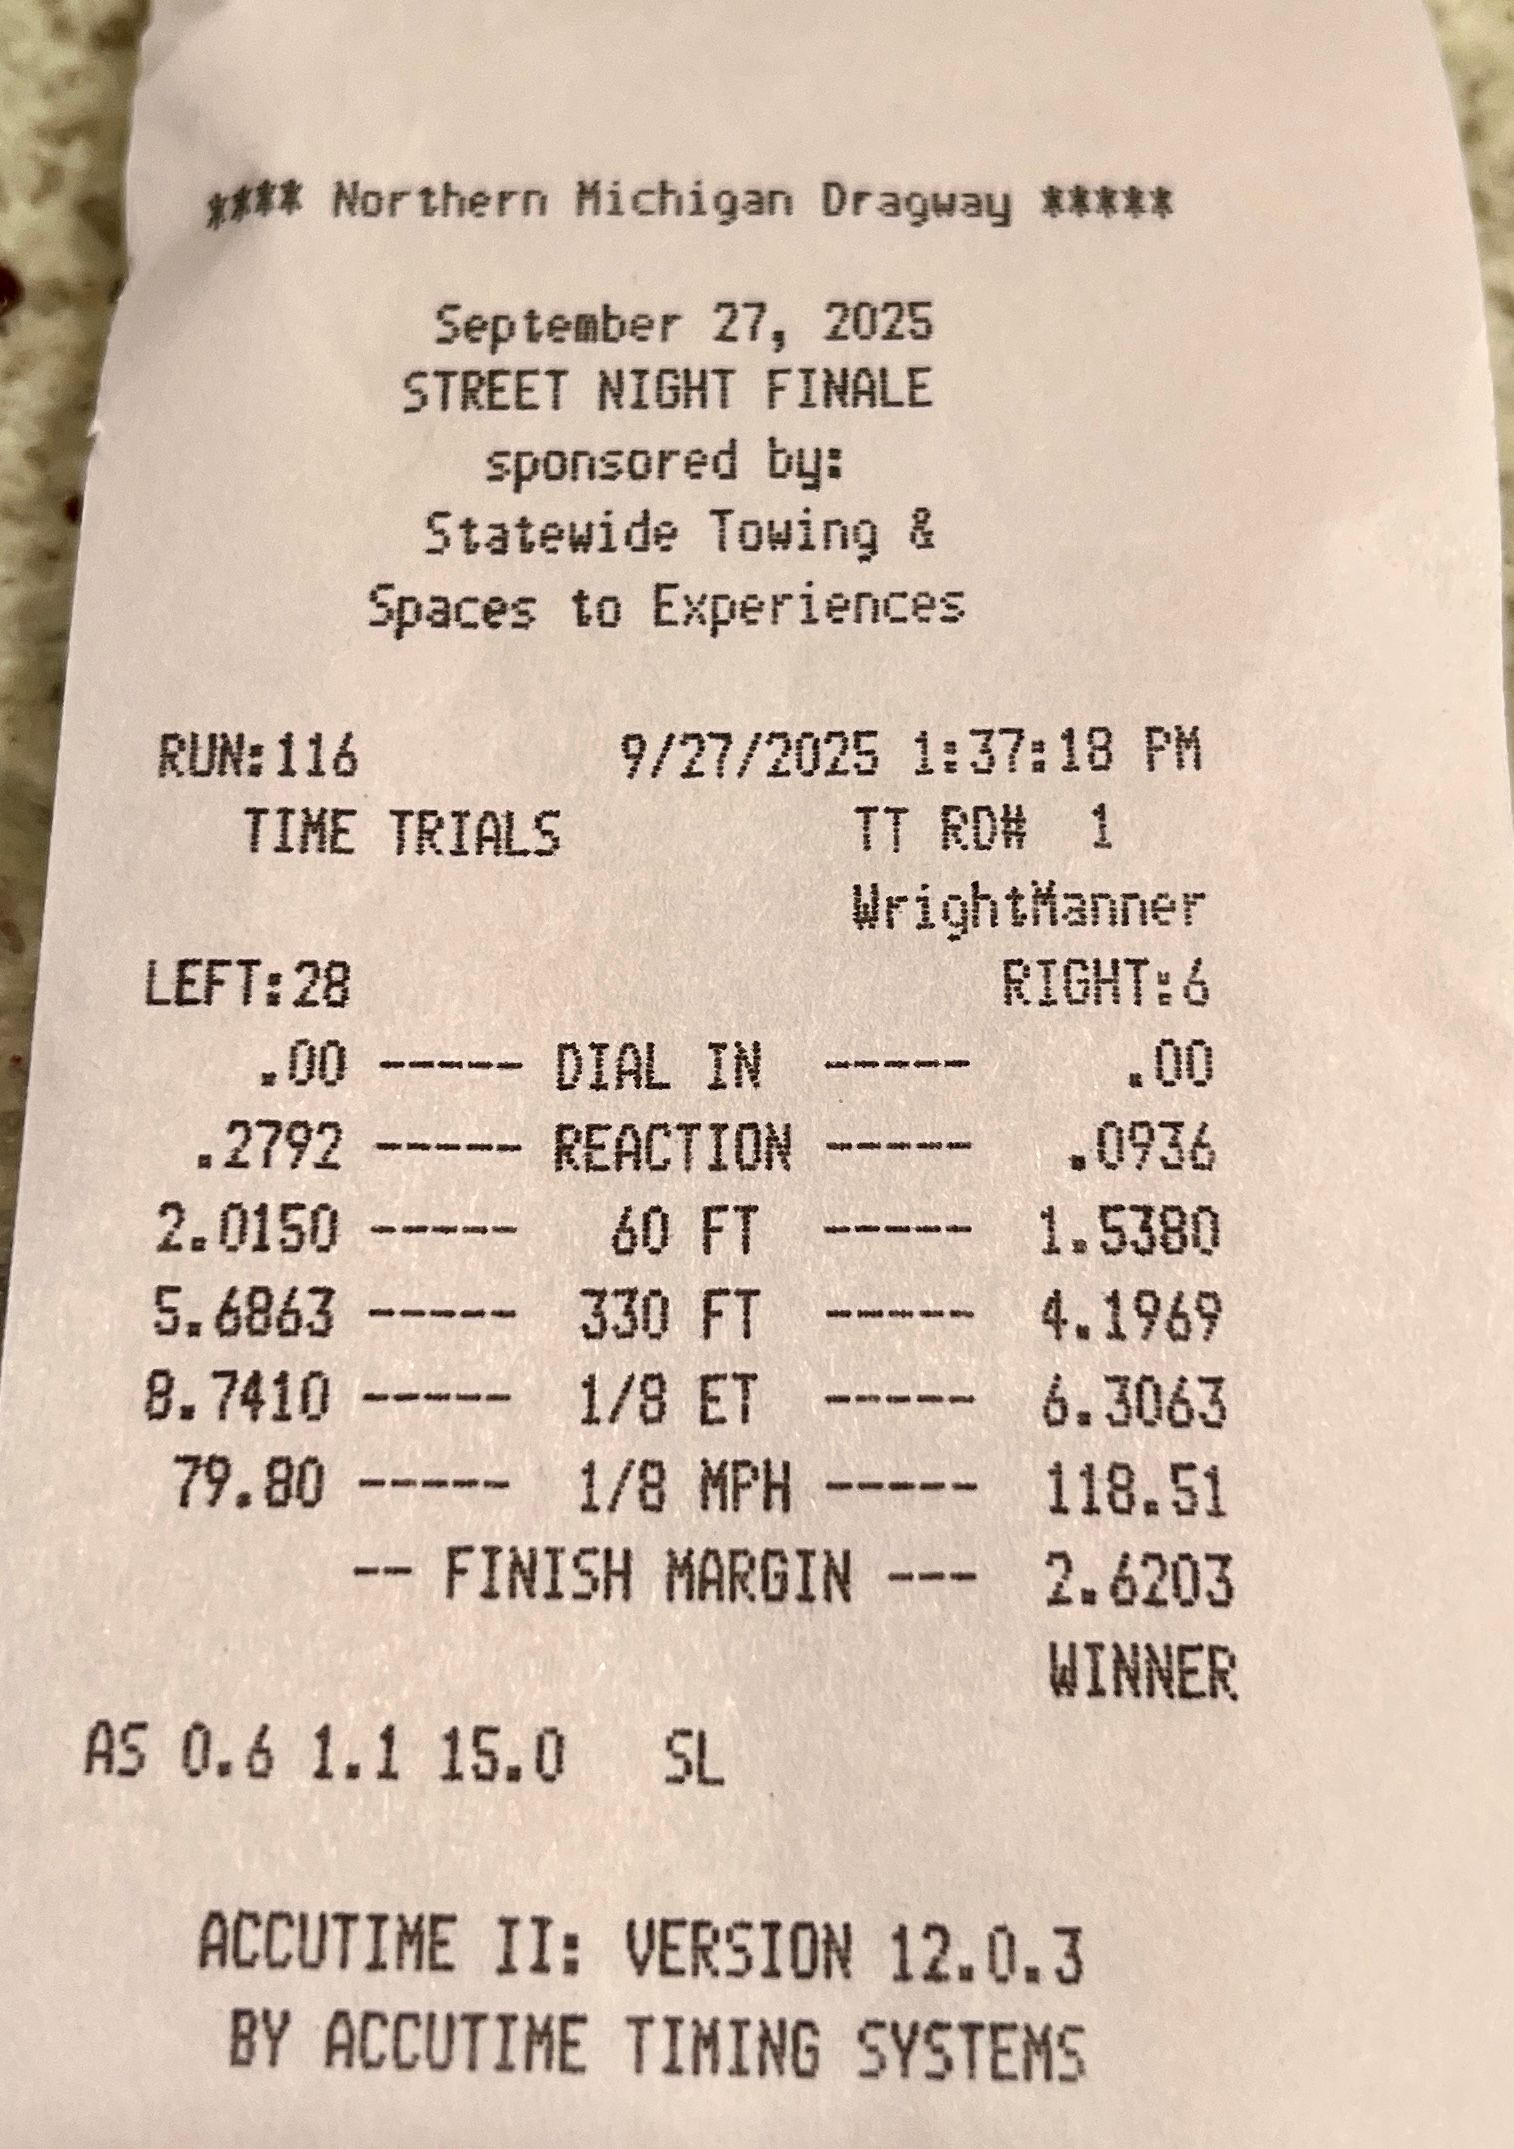 **** Northern Michigan Dragway *****
September 27, 2025
STREET NIGHT FINALE
sponsored by:
Statewide Towing &
Spaces to Experiences
RUN:116 9/27/2025 1:37:18 PM
TIME TRIALS TT RD# 1
WrightManner
LEFT:28 RIGHT:6
.00 ----- DIAL IN ----- .00
.2792 ----- REACTION ----- .0936
2.0150 ----- 60 FT ----- 1.5380
5.6863 ----- 330 FT ----- 4.1969
8.7410 ----- 1/8 ET ----- 6.3063
79.80 ----- 1/8 MPH ----- 118.51
-- FINISH MARGIN --- 2.6203
WINNER
AS 0.6 1.1 15.0 SL
ACCUTIME II: VERSION 12.0.3
BY ACCUTIME TIMING SYSTEMS